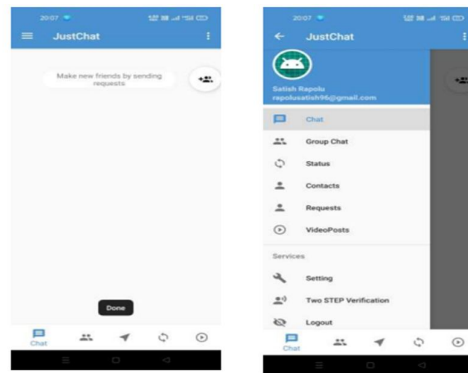 20:07
JustChat
Make new friends by sending
requests
Done
Chat
20:07
JustChat
Satish Rapolu
rapolusatish96@gmail.com
Chat
Group Chat
Status
Contacts
Requests
VideoPosts
Services
Setting
Two STEP Verification
Logout
Chat